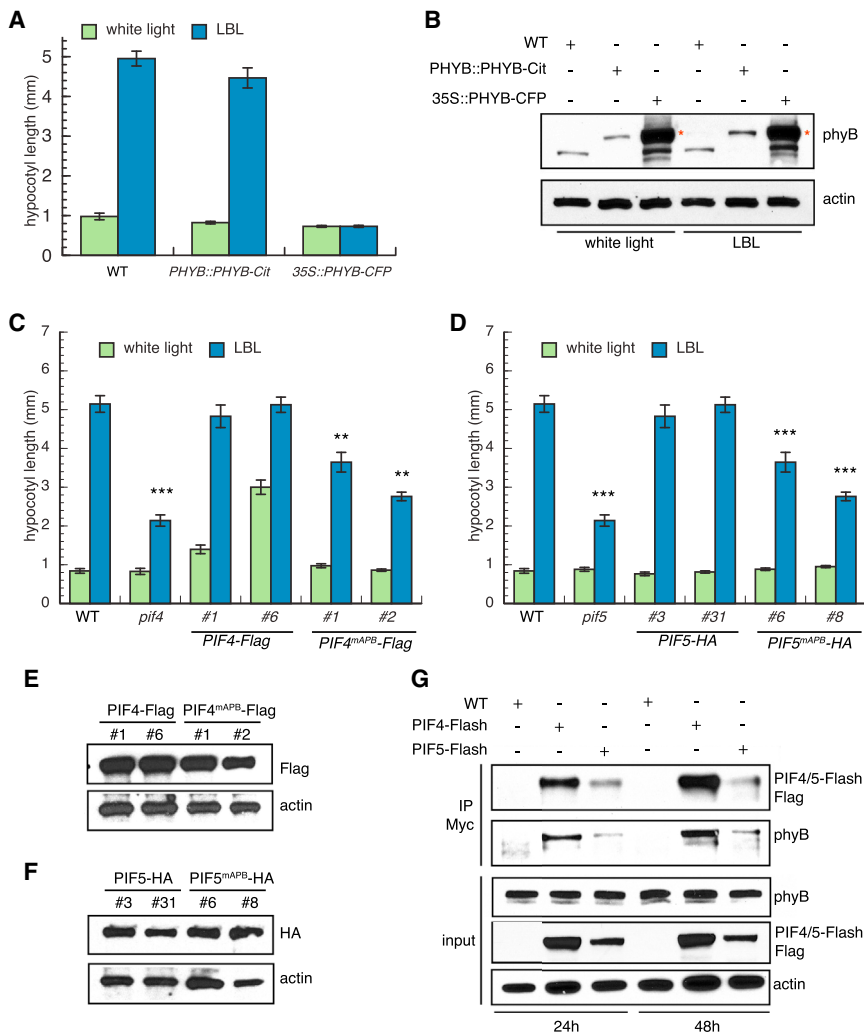 A
white light LBL
hypocotyl length (mm)
5
4
3
2
1
0
WT PHYB::PHYB-Cit 35S::PHYB-CFP
B
WT + - - + - -
PHYB::PHYB-Cit - + - - + -
35S::PHYB-CFP - - + - - +
* * phyB
actin
white light LBL
C
white light LBL
hypocotyl length (mm)
7
6
5
4
3
2
1
0
*** ** **
WT pif4 #1 #6 #1 #2
PIF4-Flag PIF4mAPB-Flag
D
white light LBL
hypocotyl length (mm)
7
6
5
4
3
2
1
0
*** *** ***
WT pif5 #3 #31 #6 #8
PIF5-HA PIF5mAPB-HA
E
PIF4-Flag PIF4mAPB-Flag
#1 #6 #1 #2
Flag
actin
F
PIF5-HA PIF5mAPB-HA
#3 #31 #6 #8
HA
actin
G
WT + - - + - -
PIF4-Flash - + - - + -
PIF5-Flash - - + - - +
IP
Myc
PIF4/5-Flash
Flag
phyB
input
phyB
PIF4/5-Flash
Flag
actin
24h 48h